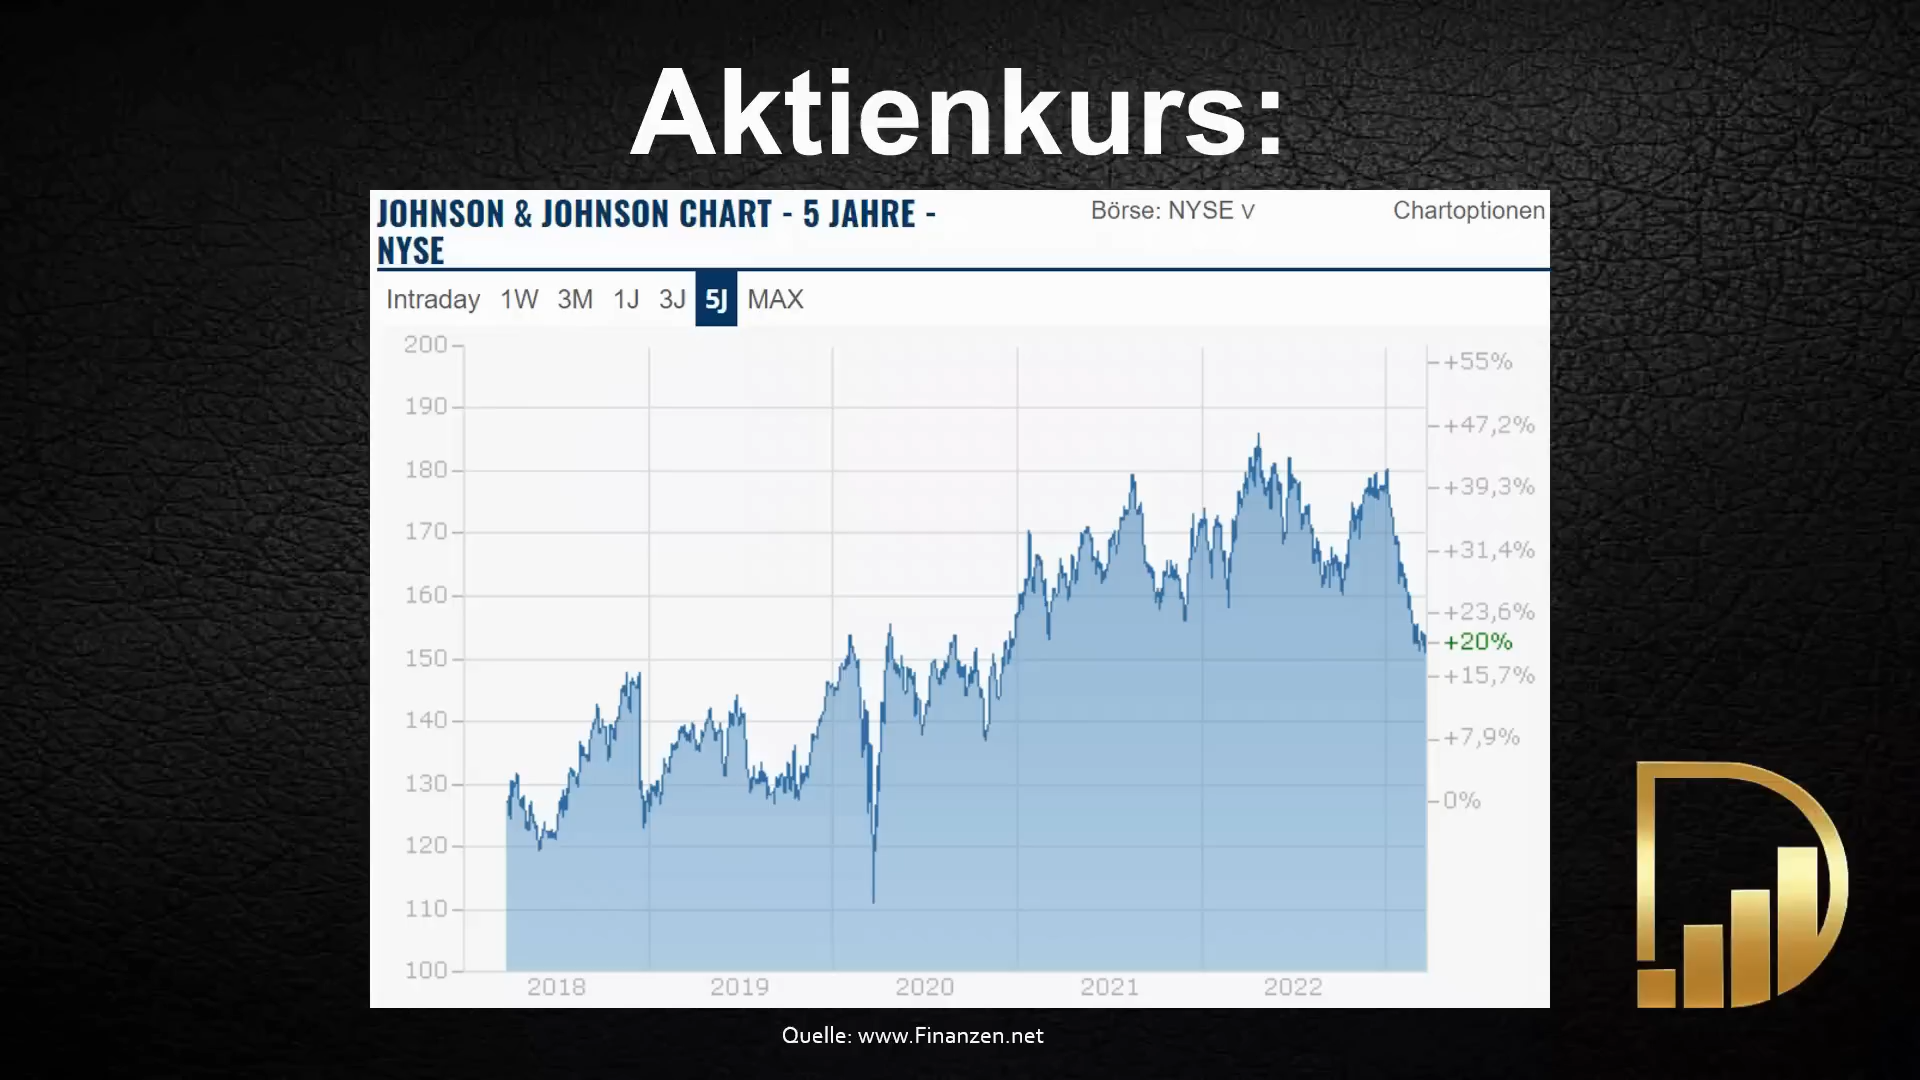 Aktienkurs:
JOHNSON & JOHNSON CHART - 5 JAHRE -
NYSE
Börse: NYSE V
Chartoptionen
Intraday 1W 3M 1J 3J 5J MAX
200
190
180
170
160
150
140
130
120
110
100
+55%
+47,2%
+39,3%
+31,4%
+23,6%
+20%
+15,7%
+7,9%
0%
2018 2019 2020 2021 2022
Quelle: www.Finanzen.net